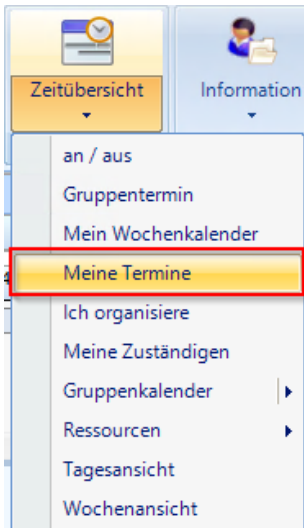 Zeitübersicht
Information
an / aus
Gruppentermin
Mein Wochenkalender
Meine Termine
Ich organisiere
Meine Zuständigen
Gruppenkalender
Ressourcen
Tagesansicht
Wochenansicht